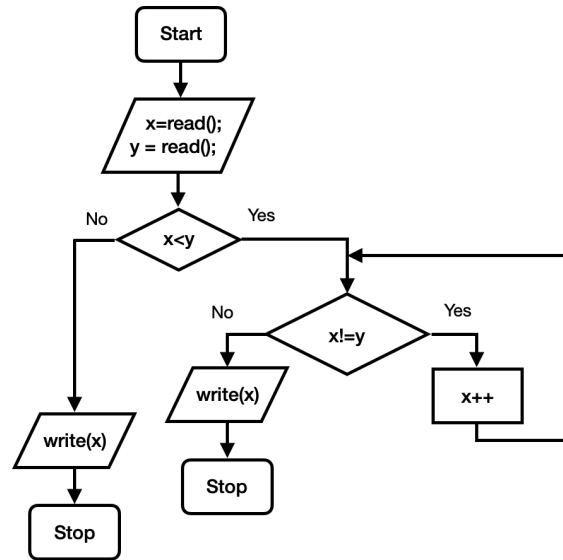 Start
x=read();
y = read();
No
Yes
x<y
No
Yes
x!=y
write(x)
x++
write(x)
Stop
Stop